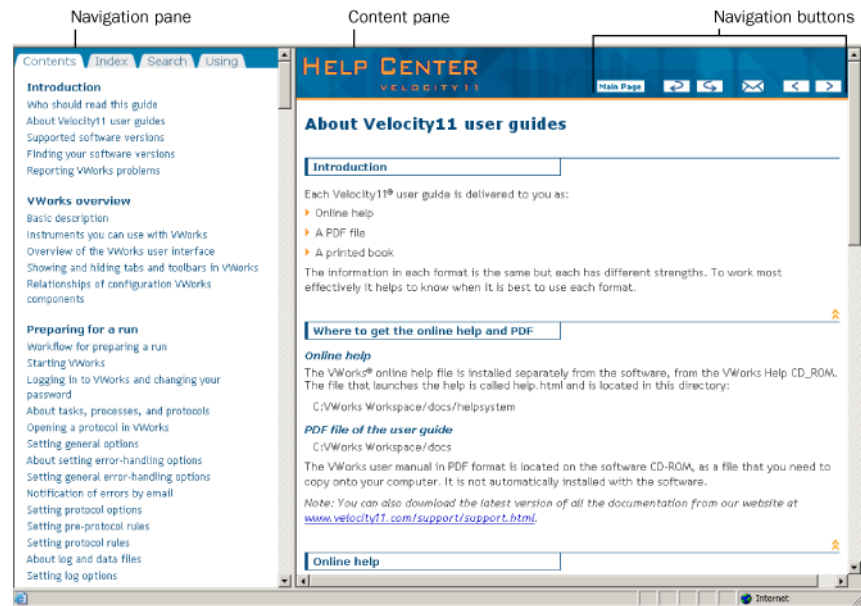 Navigation pane
Content pane
Navigation buttons
Contents
Index
Search
Using
Introduction
Who should read this guide
About Velocity11 user guides
Supported software versions
Finding your software versions
Reporting VWorks problems
VWorks overview
Basic description
Instruments you can use with VWorks
Overview of the VWorks user interface
Showing and hiding tabs and toolbars in VWorks
Relationships of configuration VWorks
components
Preparing for a run
Workflow for preparing a run
Starting VWorks
Logging in to VWorks and changing your
password
About tasks, processes, and protocols
Opening a protocol in VWorks
Setting general options
About setting error-handling options
Setting general error-handling options
Notification of errors by email
Setting protocol options
Setting pre-protocol rules
Setting protocol rules
About log and data files
Setting log options
HELP CENTER
VELOCITY11
Main Page
About Velocity11 user guides
Introduction
Each Velocity11® user guide is delivered to you as:
Online help
A PDF file
A printed book
The information in each format is the same but each has different strengths. To work most
effectively it helps to know when it is best to use each format.
Where to get the online help and PDF
Online help
The VWorks® online help file is installed separately from the software, from the VWorks Help CD_ROM.
The file that launches the help is called help.html and is located in this directory:
C:VWorks Workspace/docs/helpsystem
PDF file of the user guide
C:VWorks Workspace/docs
The VWorks user manual in PDF format is located on the software CD-ROM, as a file that you need to
copy onto your computer. It is not automatically installed with the software.
Note: You can also download the latest version of all the documentation from our website at
www.velocity11.com/support/support.html.
Online help
Internet